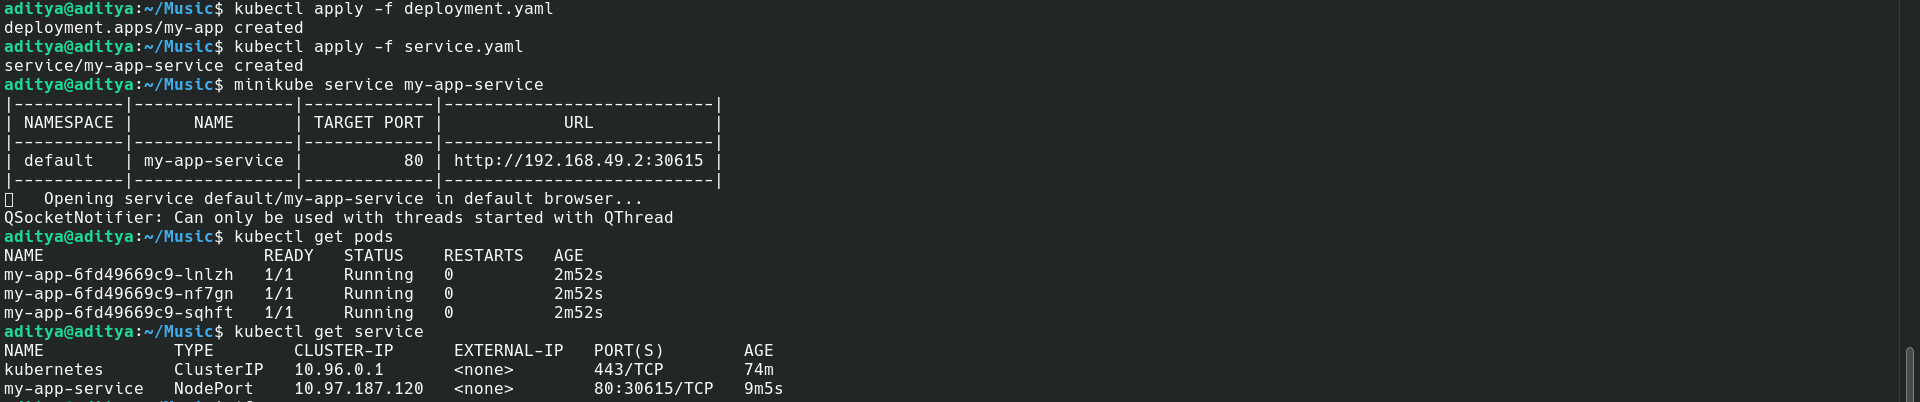 aditya@aditya:~/Music$ kubectl apply -f deployment.yaml
deployment.apps/my-app created
aditya@aditya:~/Music$ kubectl apply -f service.yaml
service/my-app-service created
aditya@aditya:~/Music$ minikube service my-app-service
|-----------|----------------|-------------|---------------------------|
| NAMESPACE |      NAME      | TARGET PORT |            URL            |
|-----------|----------------|-------------|---------------------------|
| default   | my-app-service |          80 | http://192.168.49.2:30615 |
|-----------|----------------|-------------|---------------------------|
Opening service default/my-app-service in default browser...
QSocketNotifier: Can only be used with threads started with QThread
aditya@aditya:~/Music$ kubectl get pods
NAME                      READY   STATUS    RESTARTS   AGE
my-app-6fd49669c9-lnlzh   1/1     Running   0          2m52s
my-app-6fd49669c9-nf7gn   1/1     Running   0          2m52s
my-app-6fd49669c9-sqhft   1/1     Running   0          2m52s
aditya@aditya:~/Music$ kubectl get service
NAME             TYPE        CLUSTER-IP      EXTERNAL-IP   PORT(S)        AGE
kubernetes       ClusterIP   10.96.0.1       <none>        443/TCP        74m
my-app-service   NodePort    10.97.187.120   <none>        80:30615/TCP   9m5s